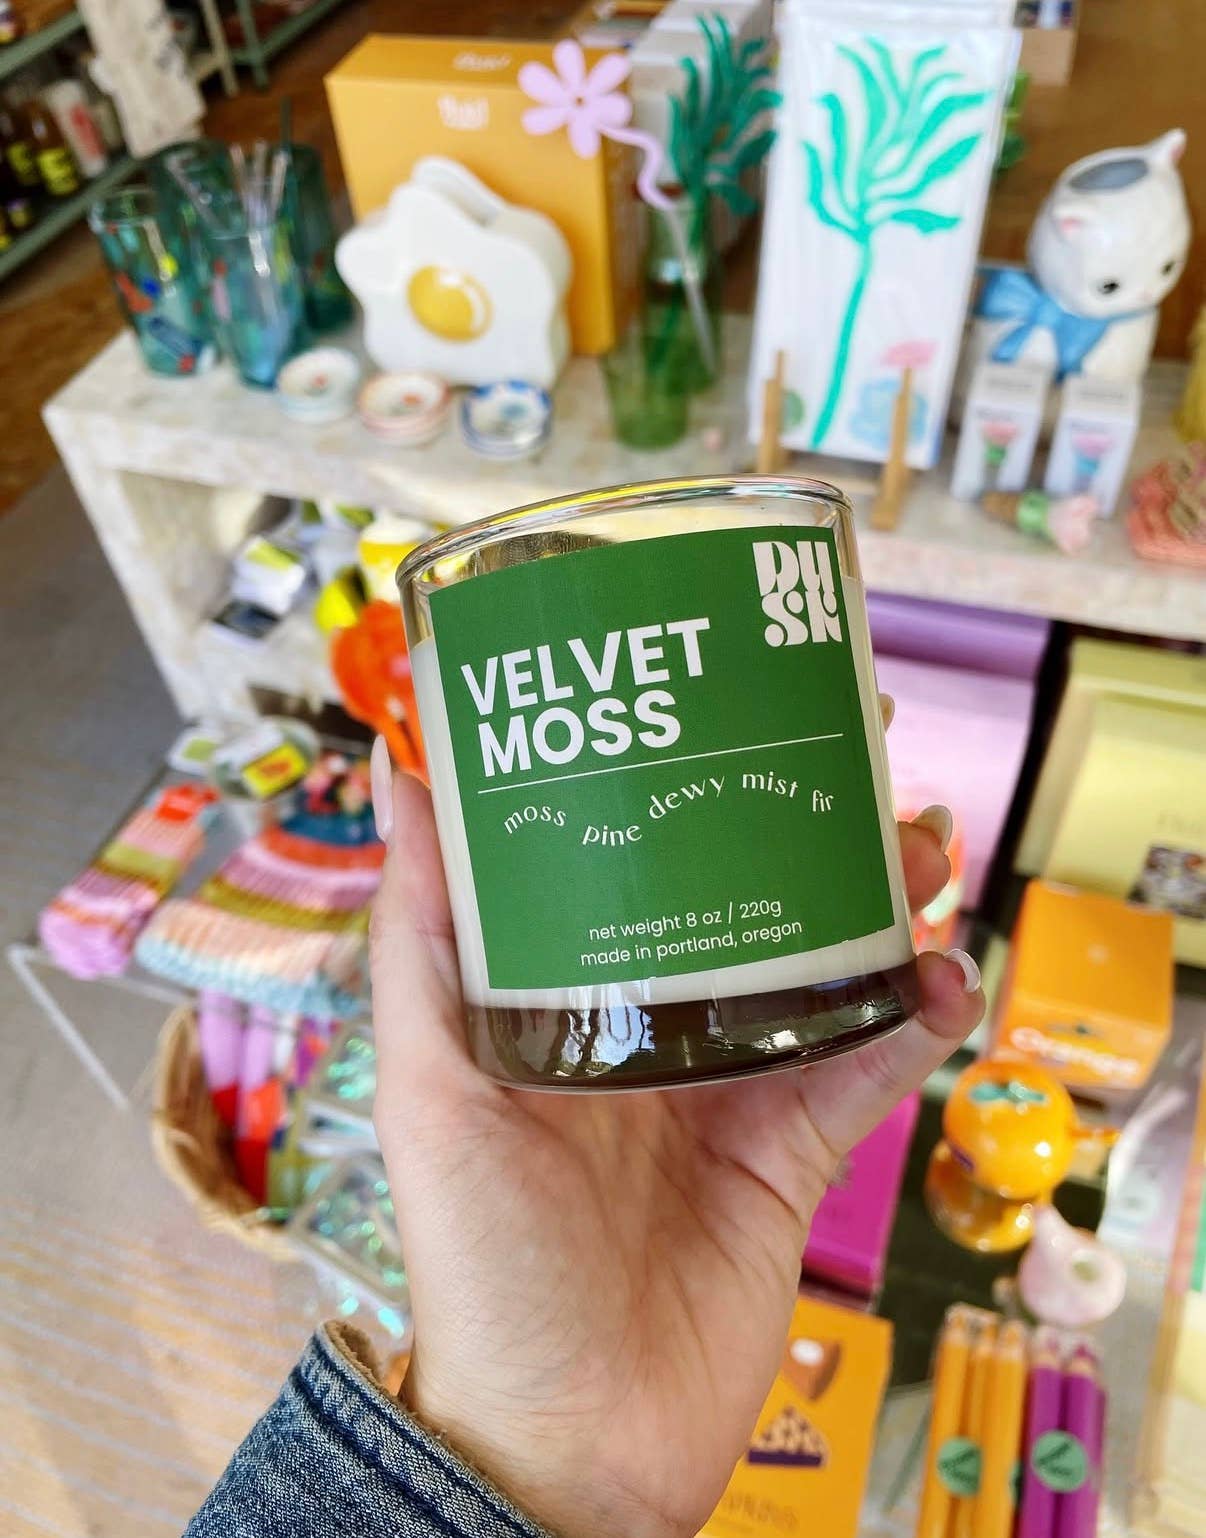 DUSK
VELVET
MOSS
moss pine dewy mist fir
net weight 8 oz / 220g
made in portland, oregon